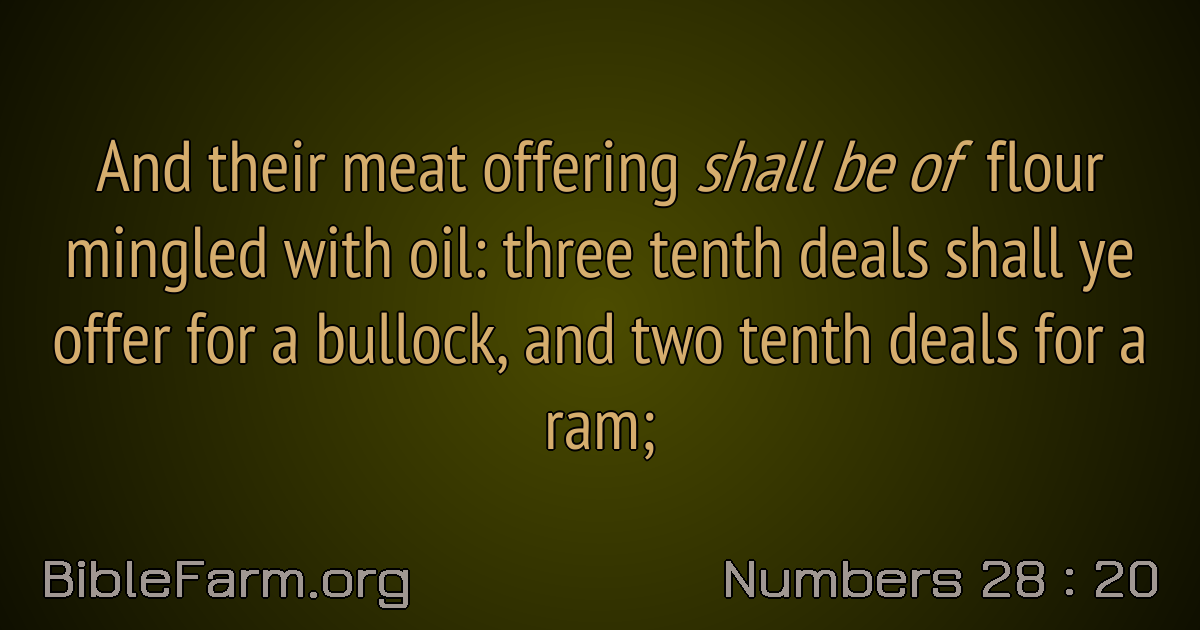 And their meat offering shall be of flour
mingled with oil: three tenth deals shall ye
offer for a bullock, and two tenth deals for a
ram;
BibleFarm.org
Numbers 28 : 20